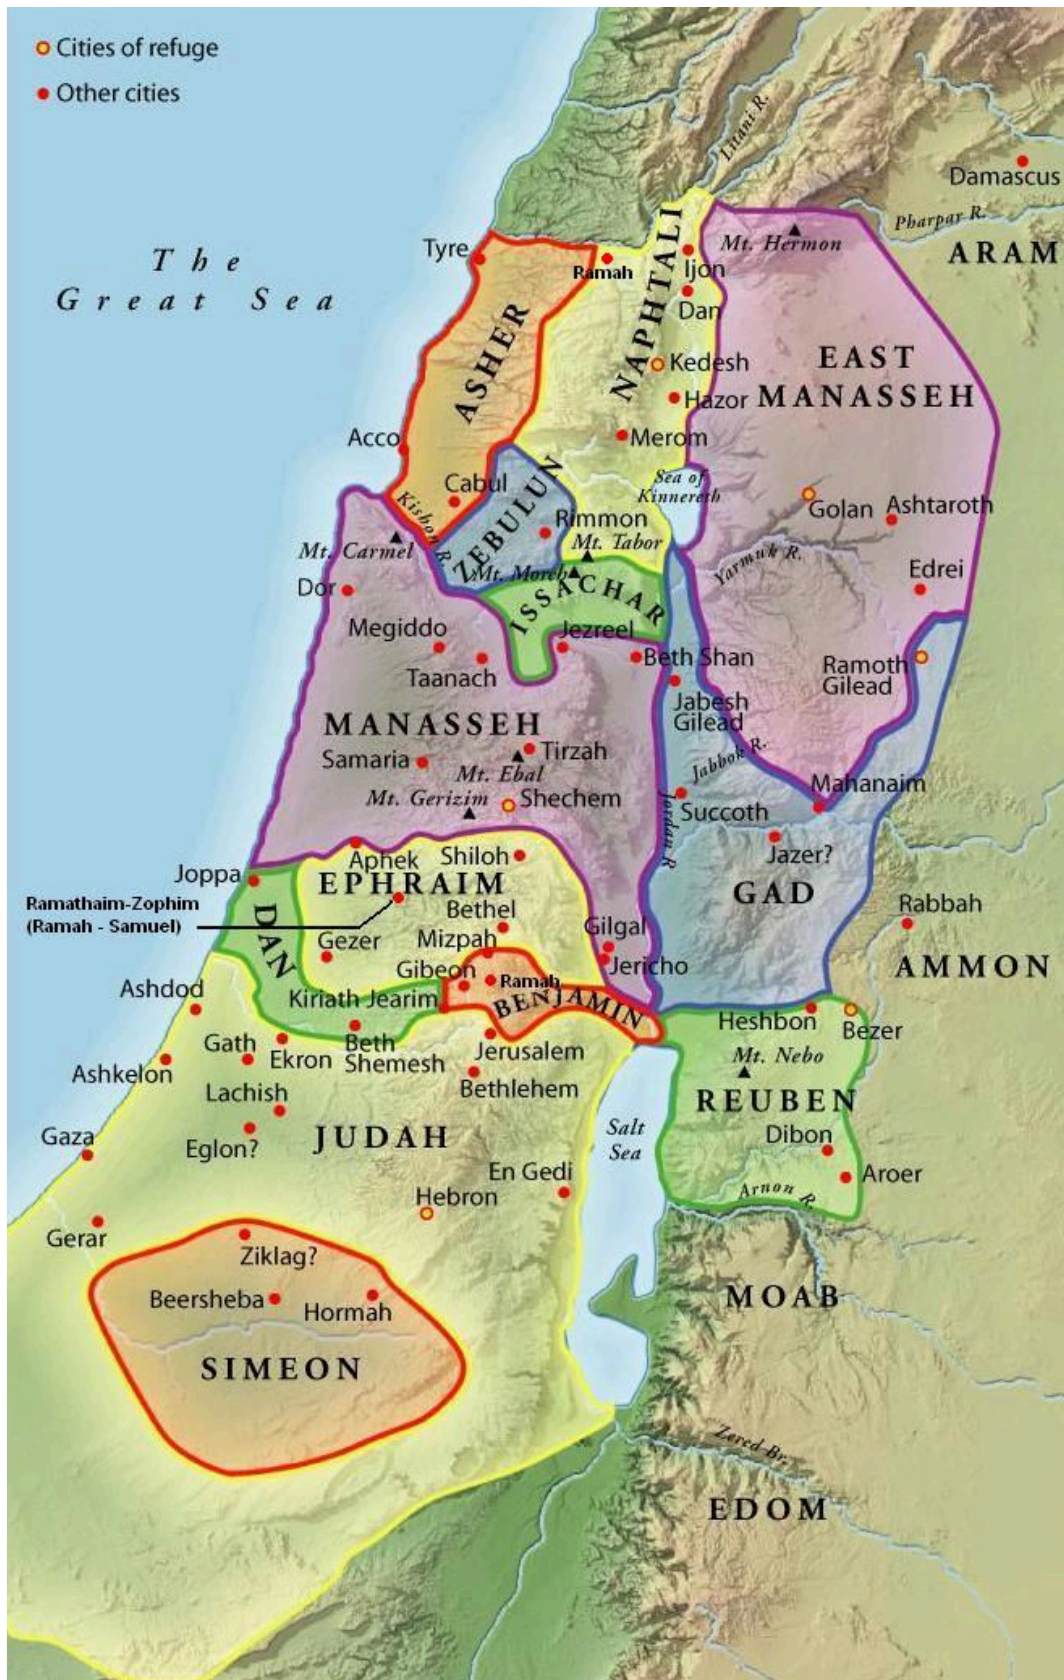 Cities of refuge
Other cities
Litani R.
Damascus
Pharpar R.
ARAM
The
Great Sea
Tyre
Ramah
NAPHTALI
Ijon
Mt. Hermon
Dan
ASHER
EAST
MANASSEH
Kedesh
Hazor
Acco
Merom
Cabul
Kishon R.
ZEBULUN
Sea of
Kinnereth
Golan
Ashtaroth
Rimmon
Mt. Tabor
Mt. Carmel
Mt. Moreh
Yarmuk R.
Dor
ISSACHAR
Edrei
Megiddo
Jezreel
Taanach
Beth Shan
Ramoth
Gilead
Jabesh
Gilead
MANASSEH
Samaria
Tirzah
Mt. Ebal
Jabbok R.
Mt. Gerizim
Shechem
Mahanaim
Succoth
Jordan R
Jazer?
Aphek
Shiloh
Joppa
EPHRAIM
GAD
Ramathaim-Zophim
(Ramah - Samuel)
DAN
Bethel
Rabbah
Gezer
Mizpah
Gilgal
Gibeon
Jericho
AMMON
Ramah
Ashdod
Kiriath Jearim
BENJAMIN
Heshbon
Bezer
Gath
Ekron
Beth
Shemesh
Jerusalem
Mt. Nebo
Ashkelon
Bethlehem
Lachish
REUBEN
Gaza
Eglon?
JUDAH
Salt
Sea
Dibon
En Gedi
Aroer
Hebron
Arnon R.
Gerar
Ziklag?
Beersheba
Hormah
MOAB
SIMEON
Zered Br.
EDOM